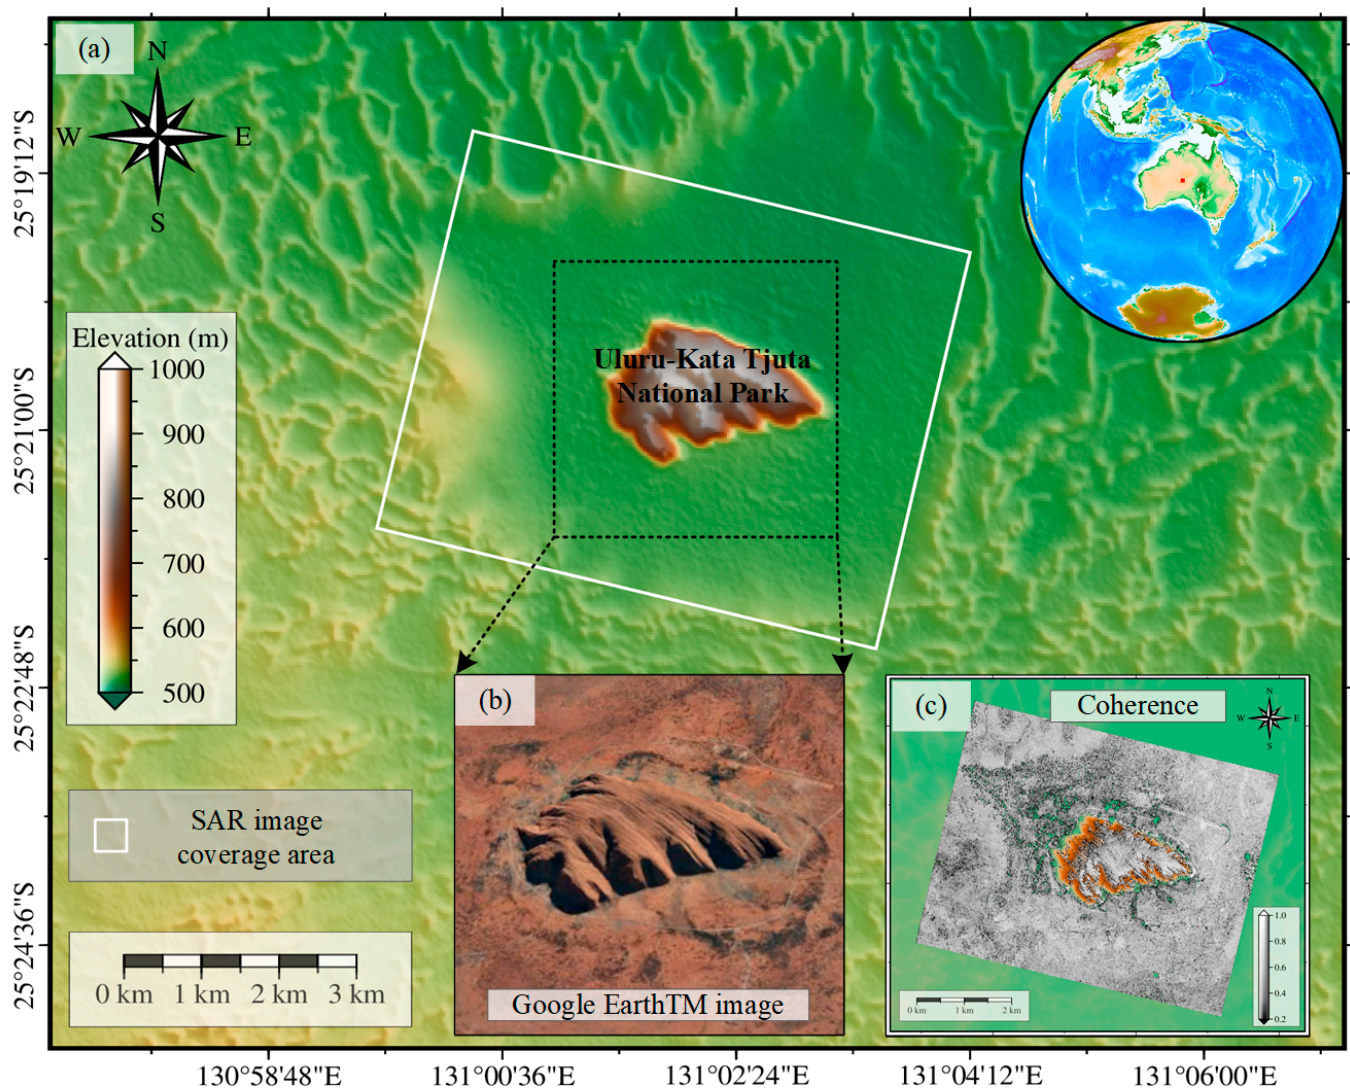 (a)
N
W
E
S
25°19'12"S
25°21'00"S
25°22'48"S
25°24'36"S
Elevation (m)
1000
900
800
700
600
500
Uluru-Kata Tjuta
National Park
SAR image
coverage area
0 km 1 km 2 km 3 km
(b)
Google EarthTM image
(c)
Coherence
N
W
E
S
1.0
0.8
0.6
0.4
0.2
0 km 1 km 2 km
130°58'48"E 131°00'36"E 131°02'24"E 131°04'12"E 131°06'00"E